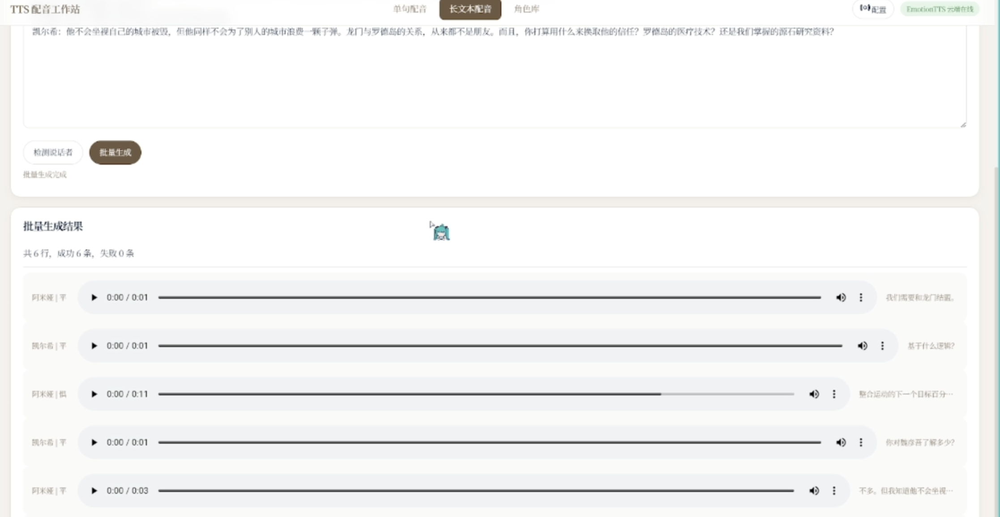 TTS 配音工作站
单句配音
长文本配音
角色库
配置
EmotionTTS 云端在线
凯尔希：他不会坐视自己的城市被毁，但他同样不会为了别人的城市浪费一颗子弹。龙门与罗德岛的关系，从来都不是朋友。而且，你打算用什么来换取他的信任？罗德岛的医疗技术？还是我们掌握的源石研究资料？
检测说话者
批量生成
批量生成完成
批量生成结果
共 6 行，成功 6 条，失败 0 条
阿米娅 | 平 0:00 / 0:01 我们需要和龙门结盟。
凯尔希 | 平 0:00 / 0:01 基于什么逻辑？
阿米娅 | 惧 0:00 / 0:11 整合运动的下一个目标百分…
凯尔希 | 平 0:00 / 0:01 你对魏彦吾了解多少？
阿米娅 | 平 0:00 / 0:03 不多。但我知道他不会坐视…